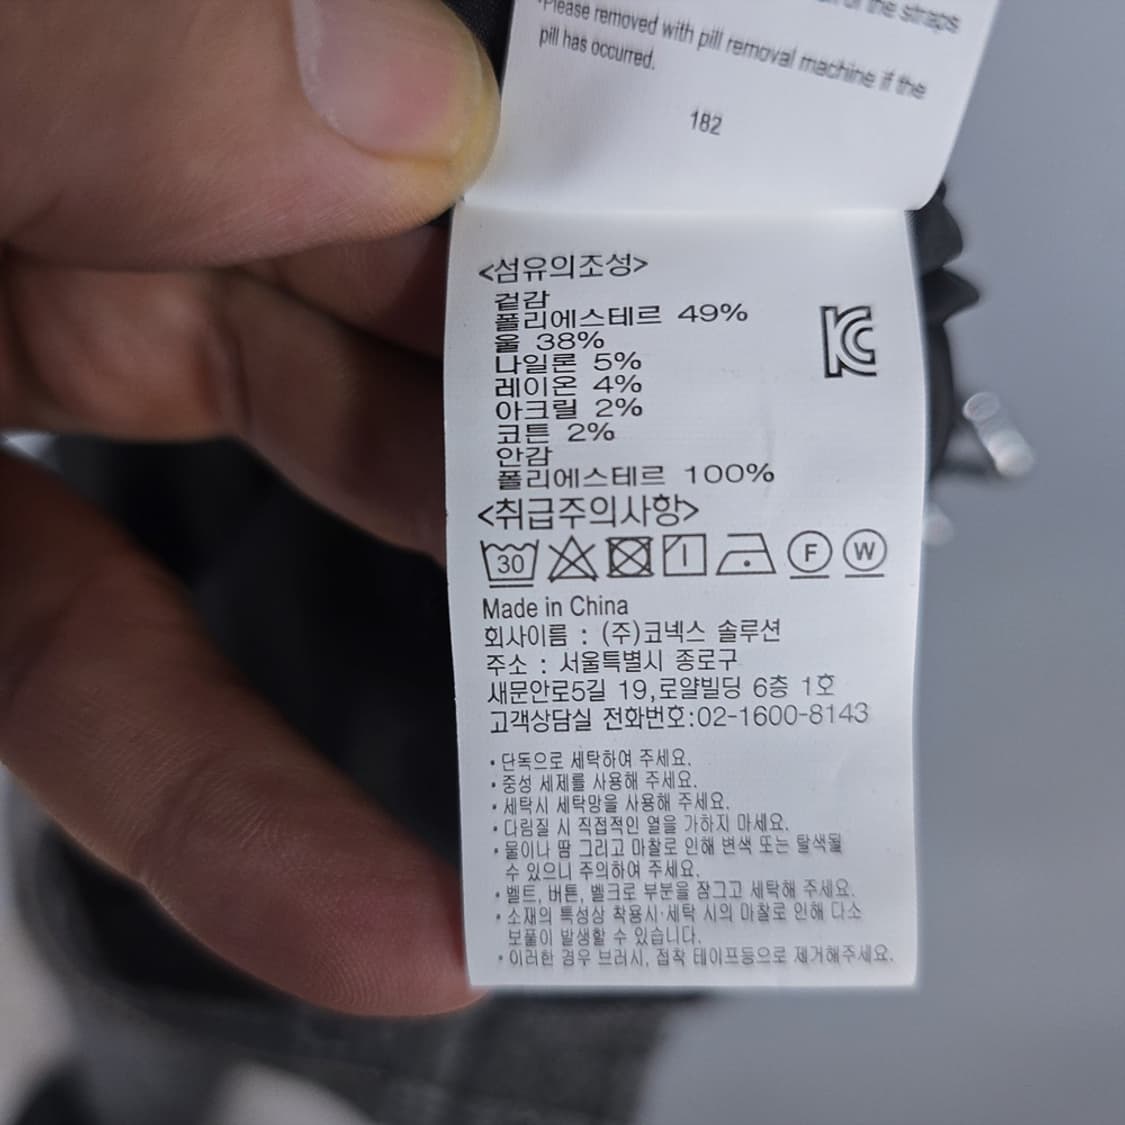 of the straps
*Please removed with pill removal machine if the
pill has occurred.
182
<섬유의조성>
겉감
폴리에스테르 49%
울 38%
나일론 5%
레이온 4%
아크릴 2%
코튼 2%
안감
폴리에스테르 100%
<취급주의사항>
30 F W
Made in China
회사이름 : (주)코넥스 솔루션
주소 : 서울특별시 종로구
새문안로5길 19,로얄빌딩 6층 1호
고객상담실 전화번호:02-1600-8143
• 단독으로 세탁하여 주세요.
• 중성 세제를 사용해 주세요.
• 세탁시 세탁망을 사용해 주세요.
• 다림질 시 직접적인 열을 가하지 마세요.
• 물이나 땀 그리고 마찰로 인해 변색 또는 탈색될
수 있으니 주의하여 주세요.
• 벨트, 버튼, 벨크로 부분을 잠그고 세탁해 주세요.
• 소재의 특성상 착용시·세탁 시의 마찰로 인해 다소
보풀이 발생할 수 있습니다.
• 이러한 경우 브러시, 접착 테이프등으로 제거해주세요.